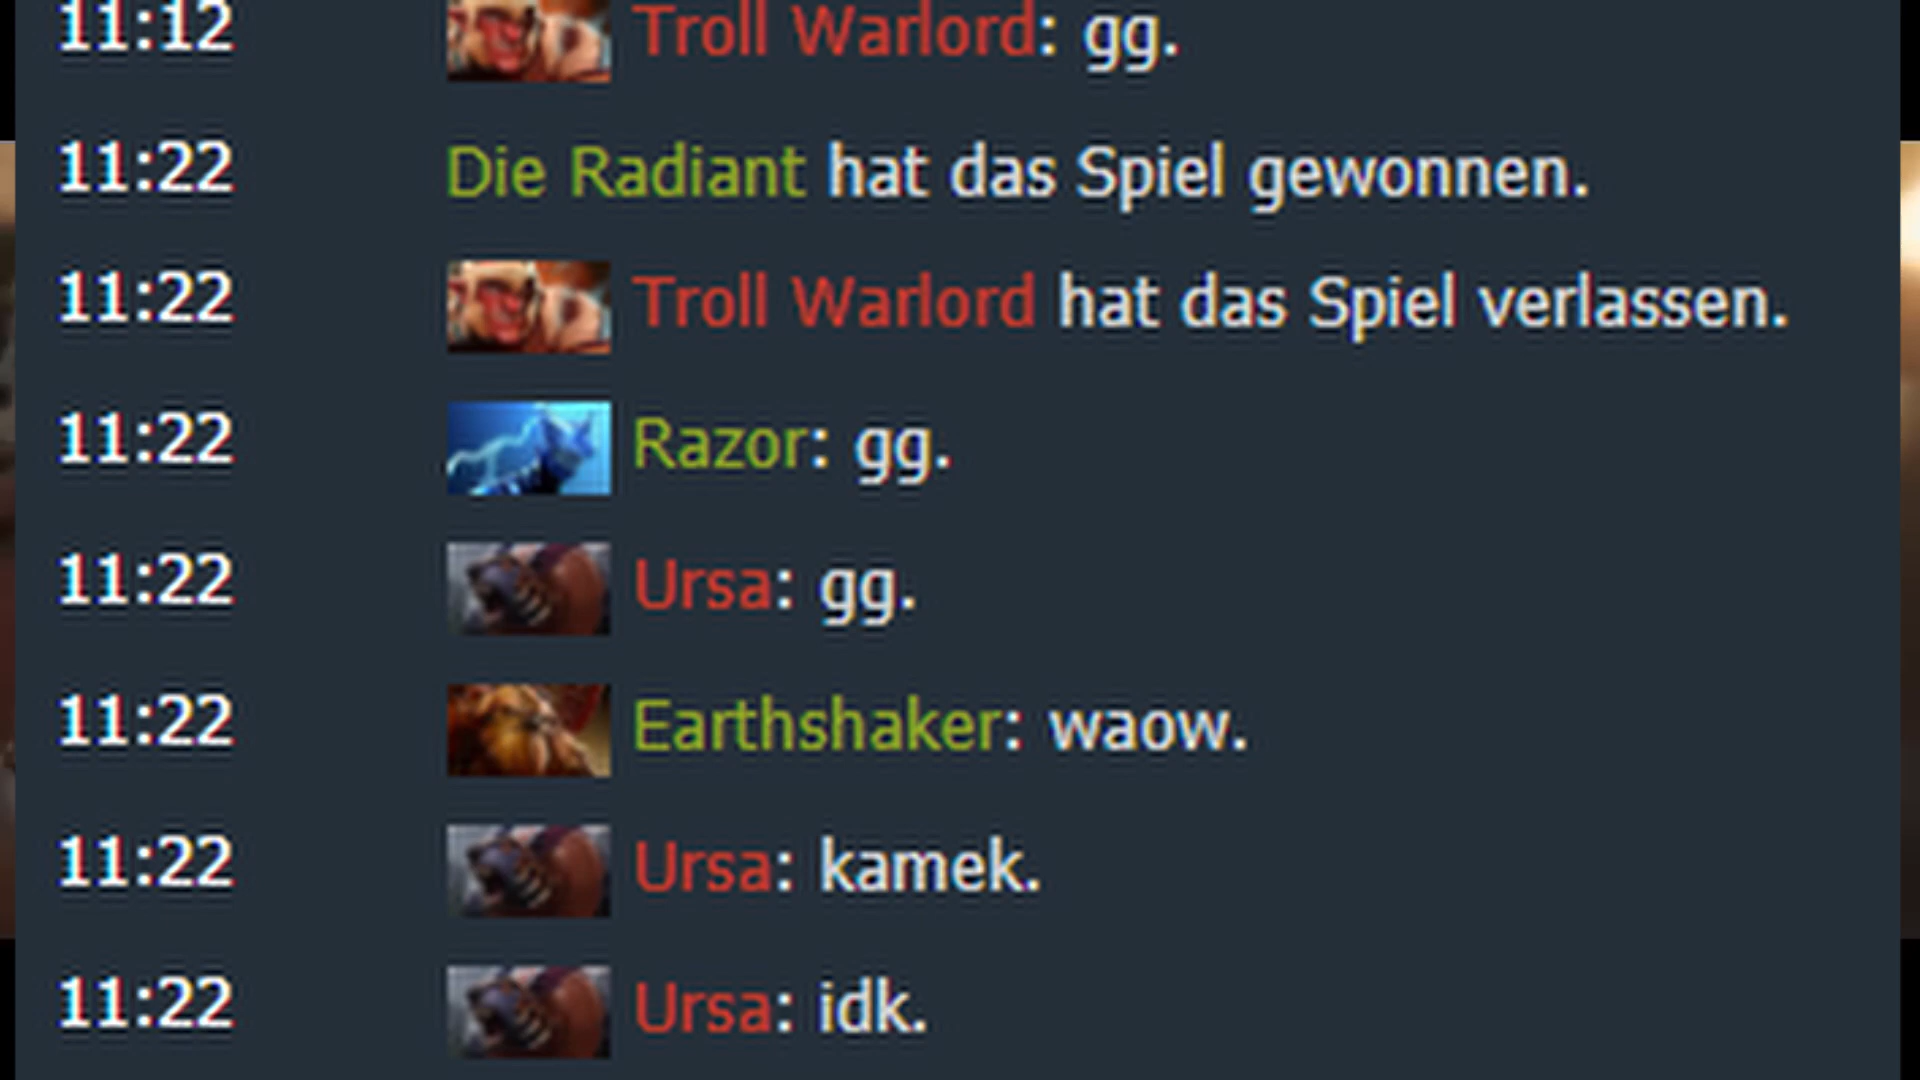 11:12 Troll Warlord: gg.
11:22 Die Radiant hat das Spiel gewonnen.
11:22 Troll Warlord hat das Spiel verlassen.
11:22 Razor: gg.
11:22 Ursa: gg.
11:22 Earthshaker: waow.
11:22 Ursa: kamek.
11:22 Ursa: idk.